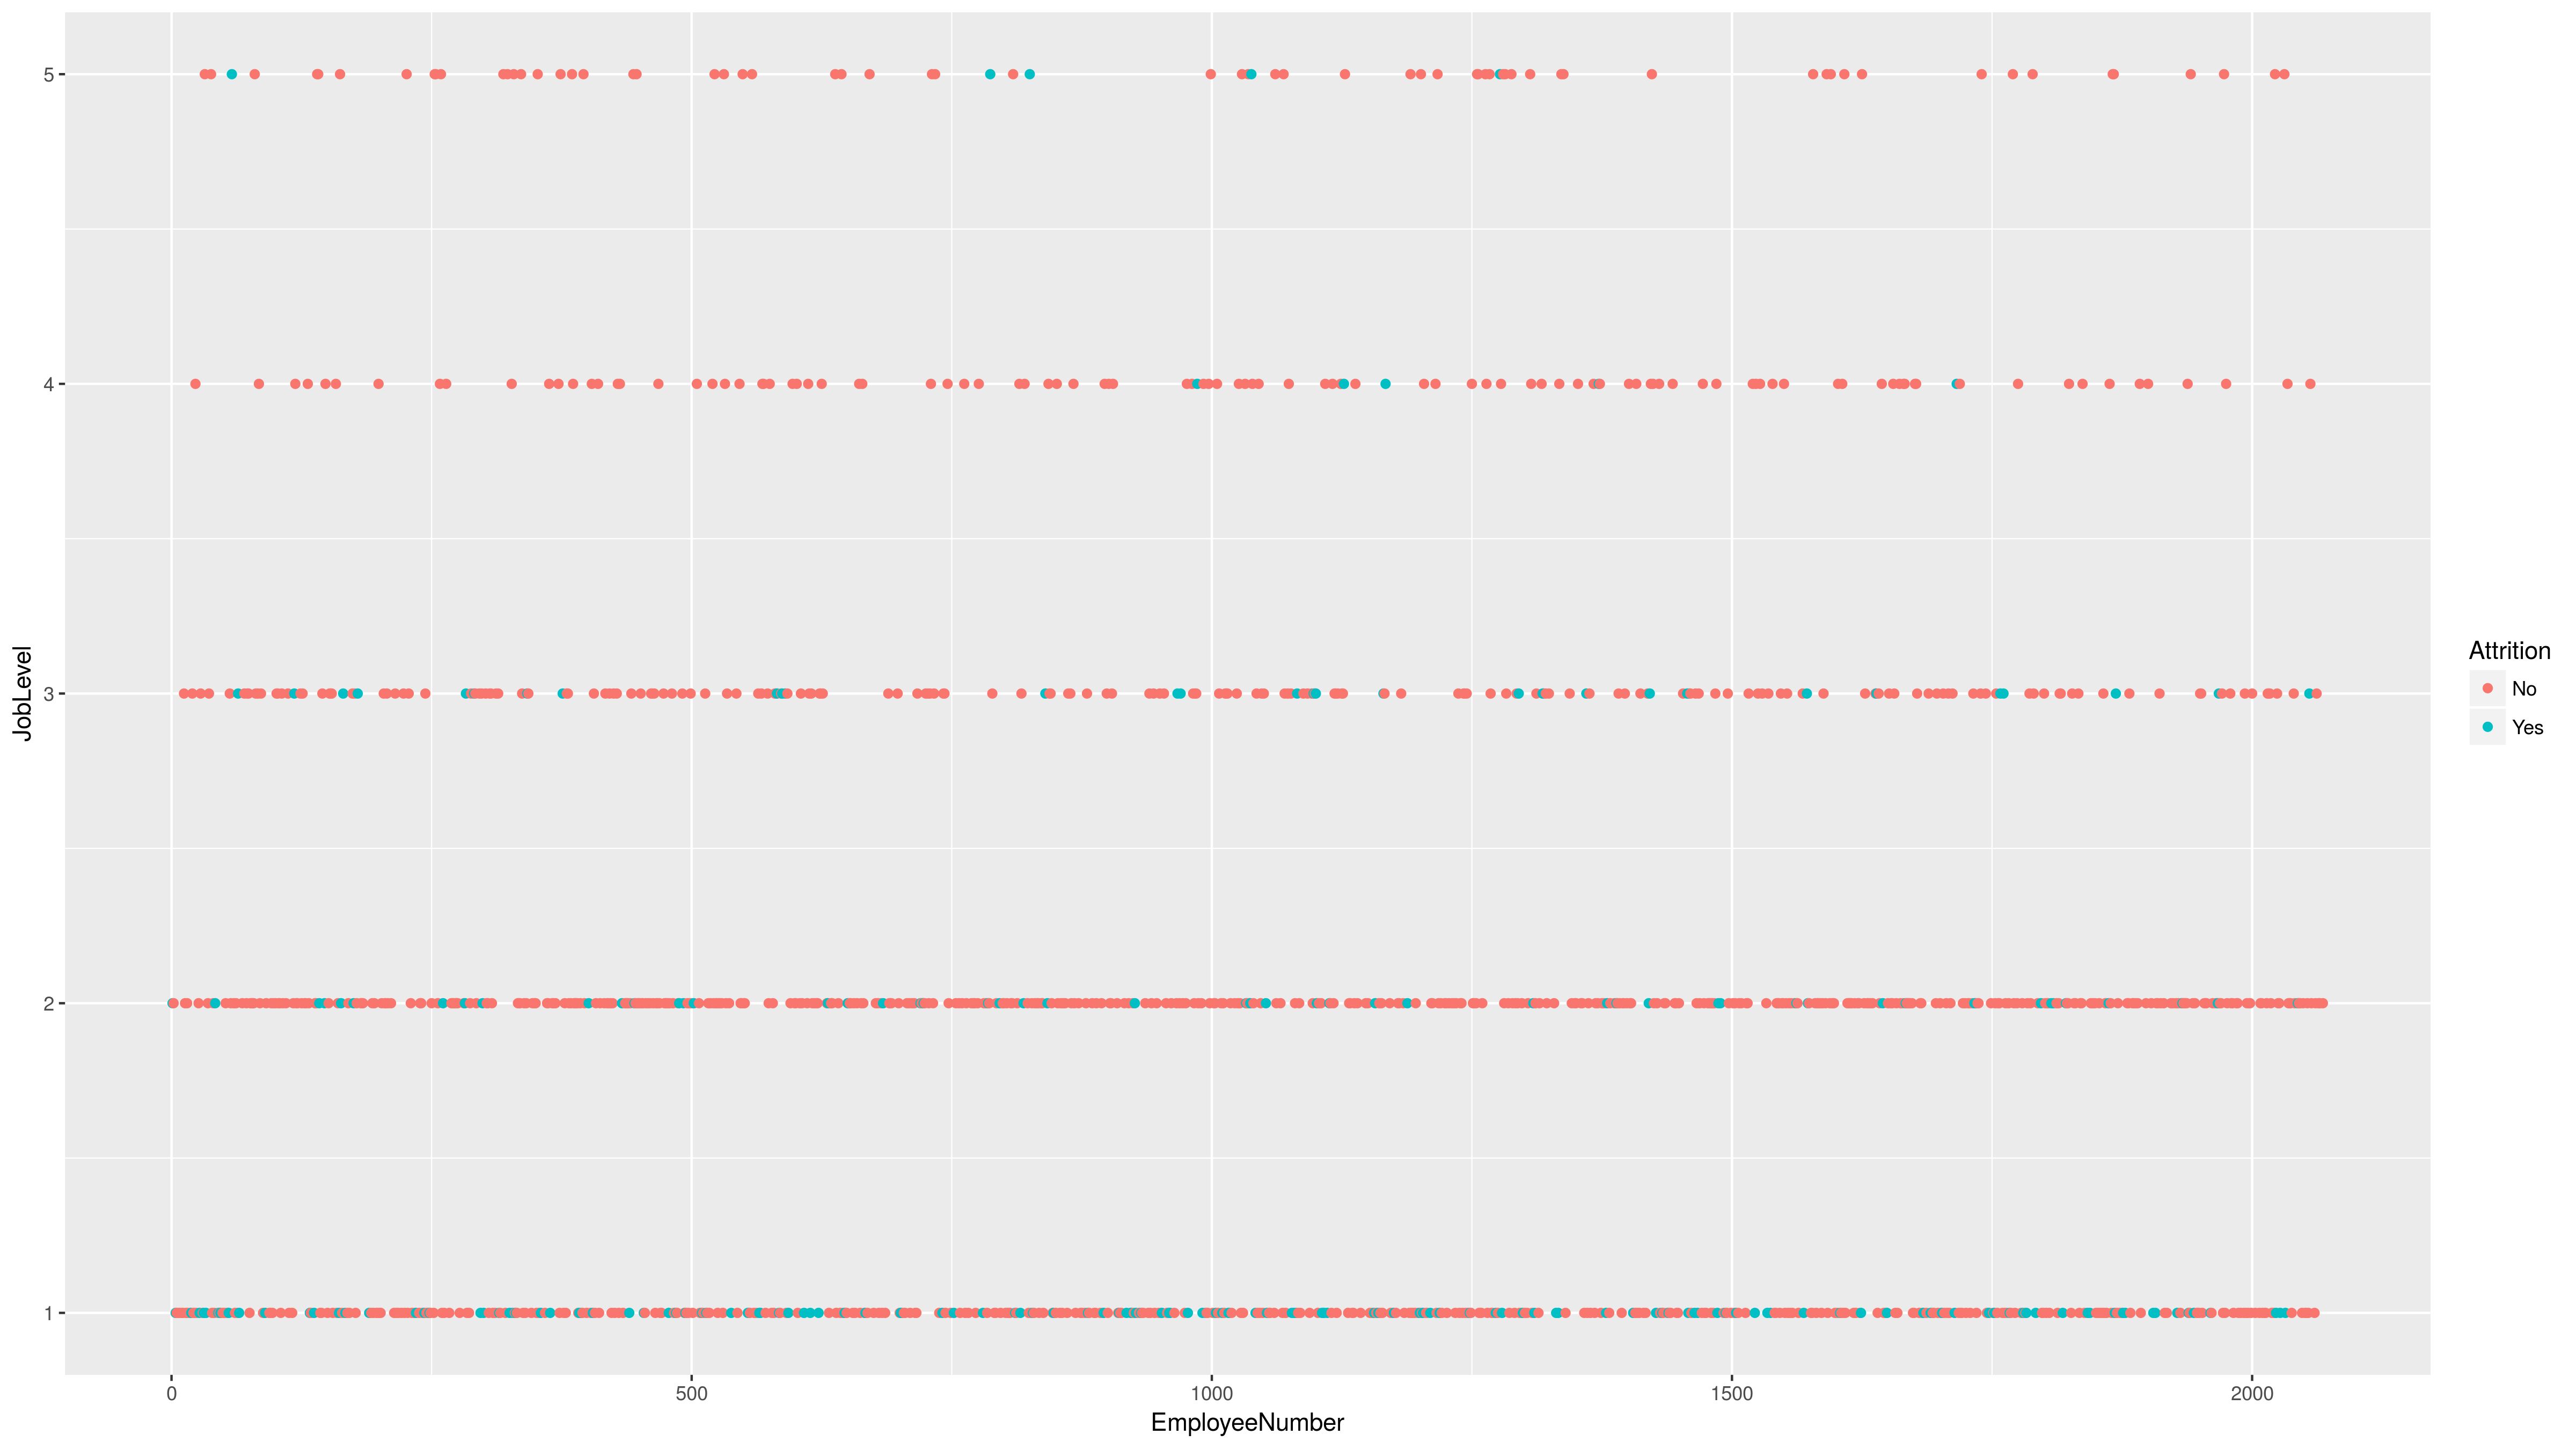 5
4
3
2
1
JobLevel
0 500 1000 1500 2000
EmployeeNumber
Attrition
No
Yes